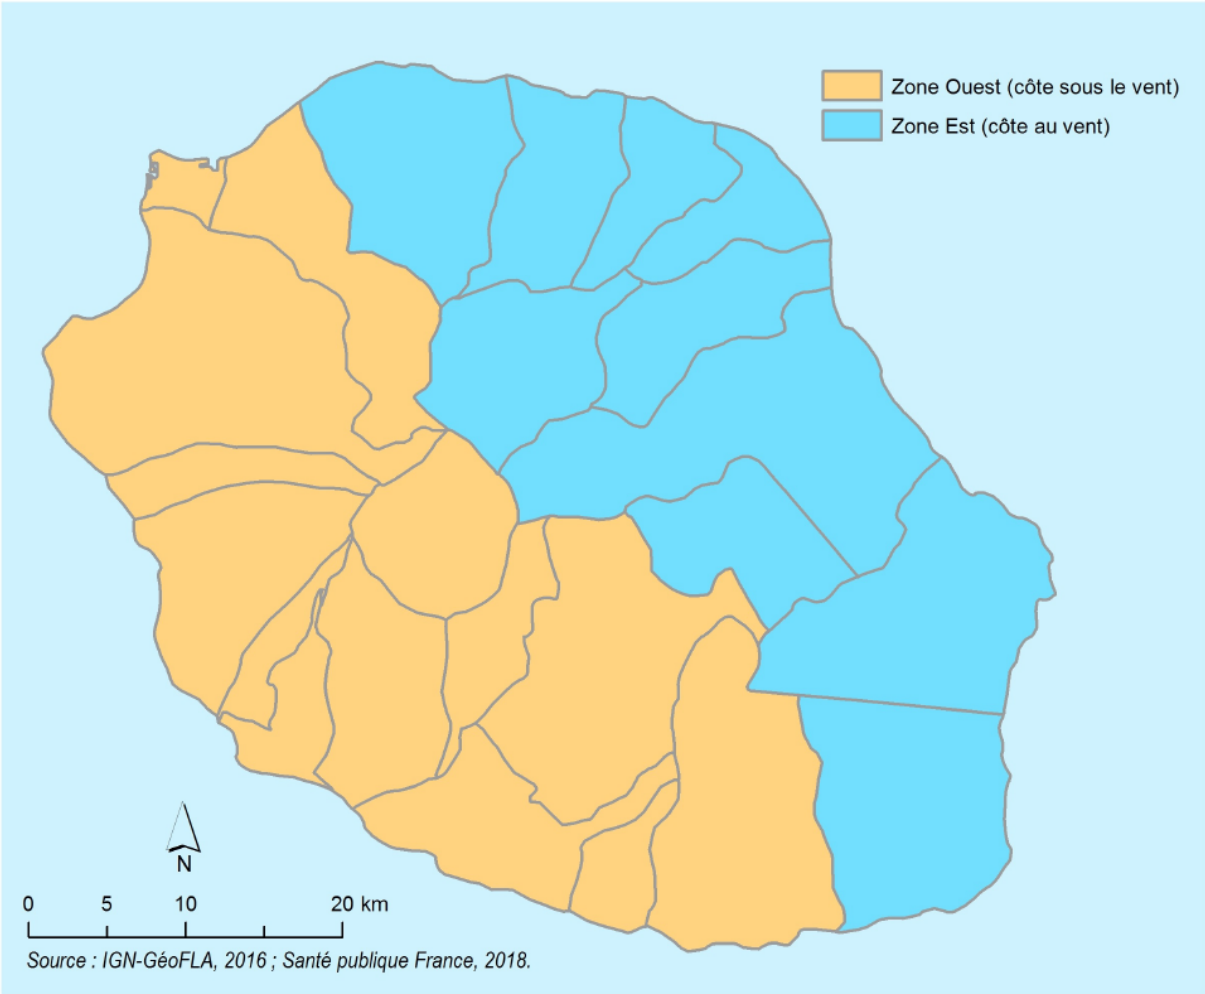 Zone Ouest (côte sous le vent)
Zone Est (côte au vent)
N
0 5 10 20 km
Source : IGN-GéoFLA, 2016 ; Santé publique France, 2018.